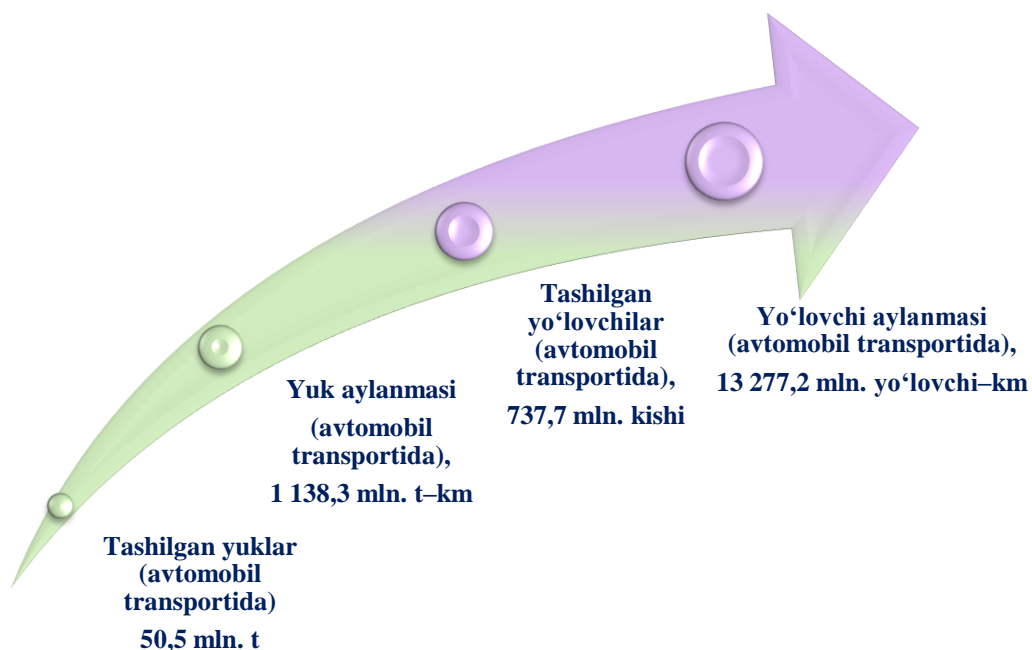 Tashilgan
yo‘lovchilar
(avtomobil
transportida),
737,7 mln. kishi
Yo‘lovchi aylanmasi
(avtomobil transportida),
13 277,2 mln. yo‘lovchi–km
Yuk aylanmasi
(avtomobil
transportida),
1 138,3 mln. t–km
Tashilgan yuklar
(avtomobil
transportida)
50,5 mln. t